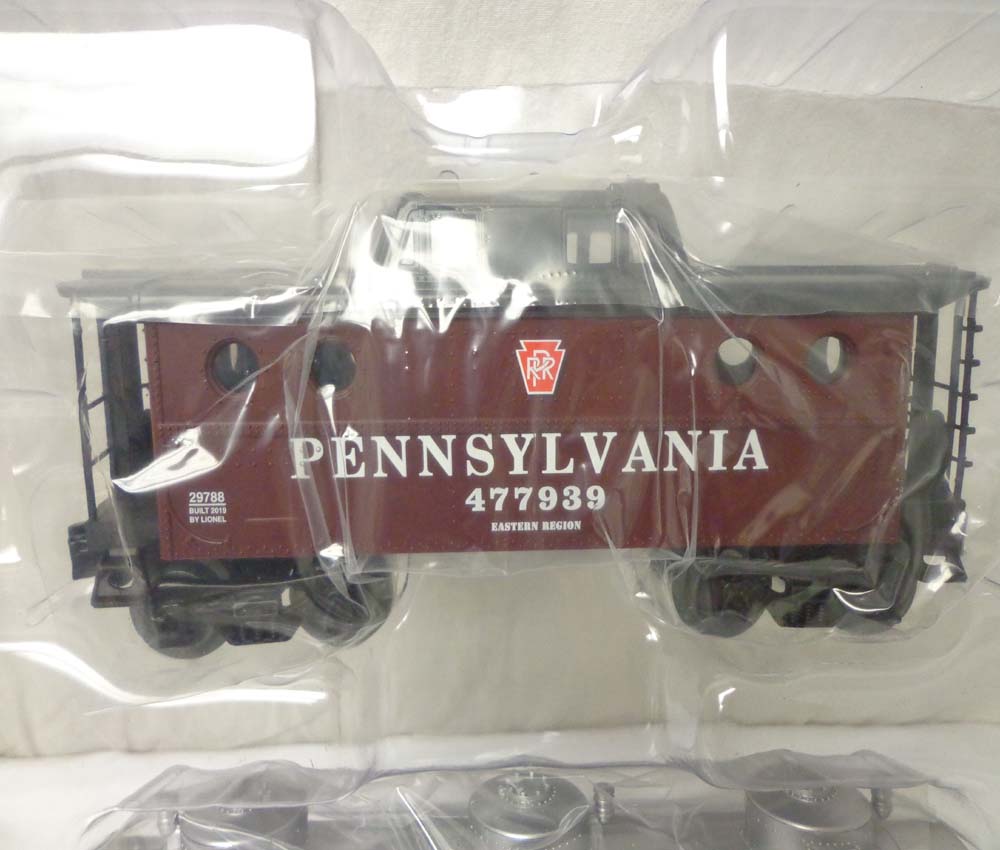 PRR
PENNSYLVANIA
477939
EASTERN REGION
29788
BUILT 2019
BY LIONEL